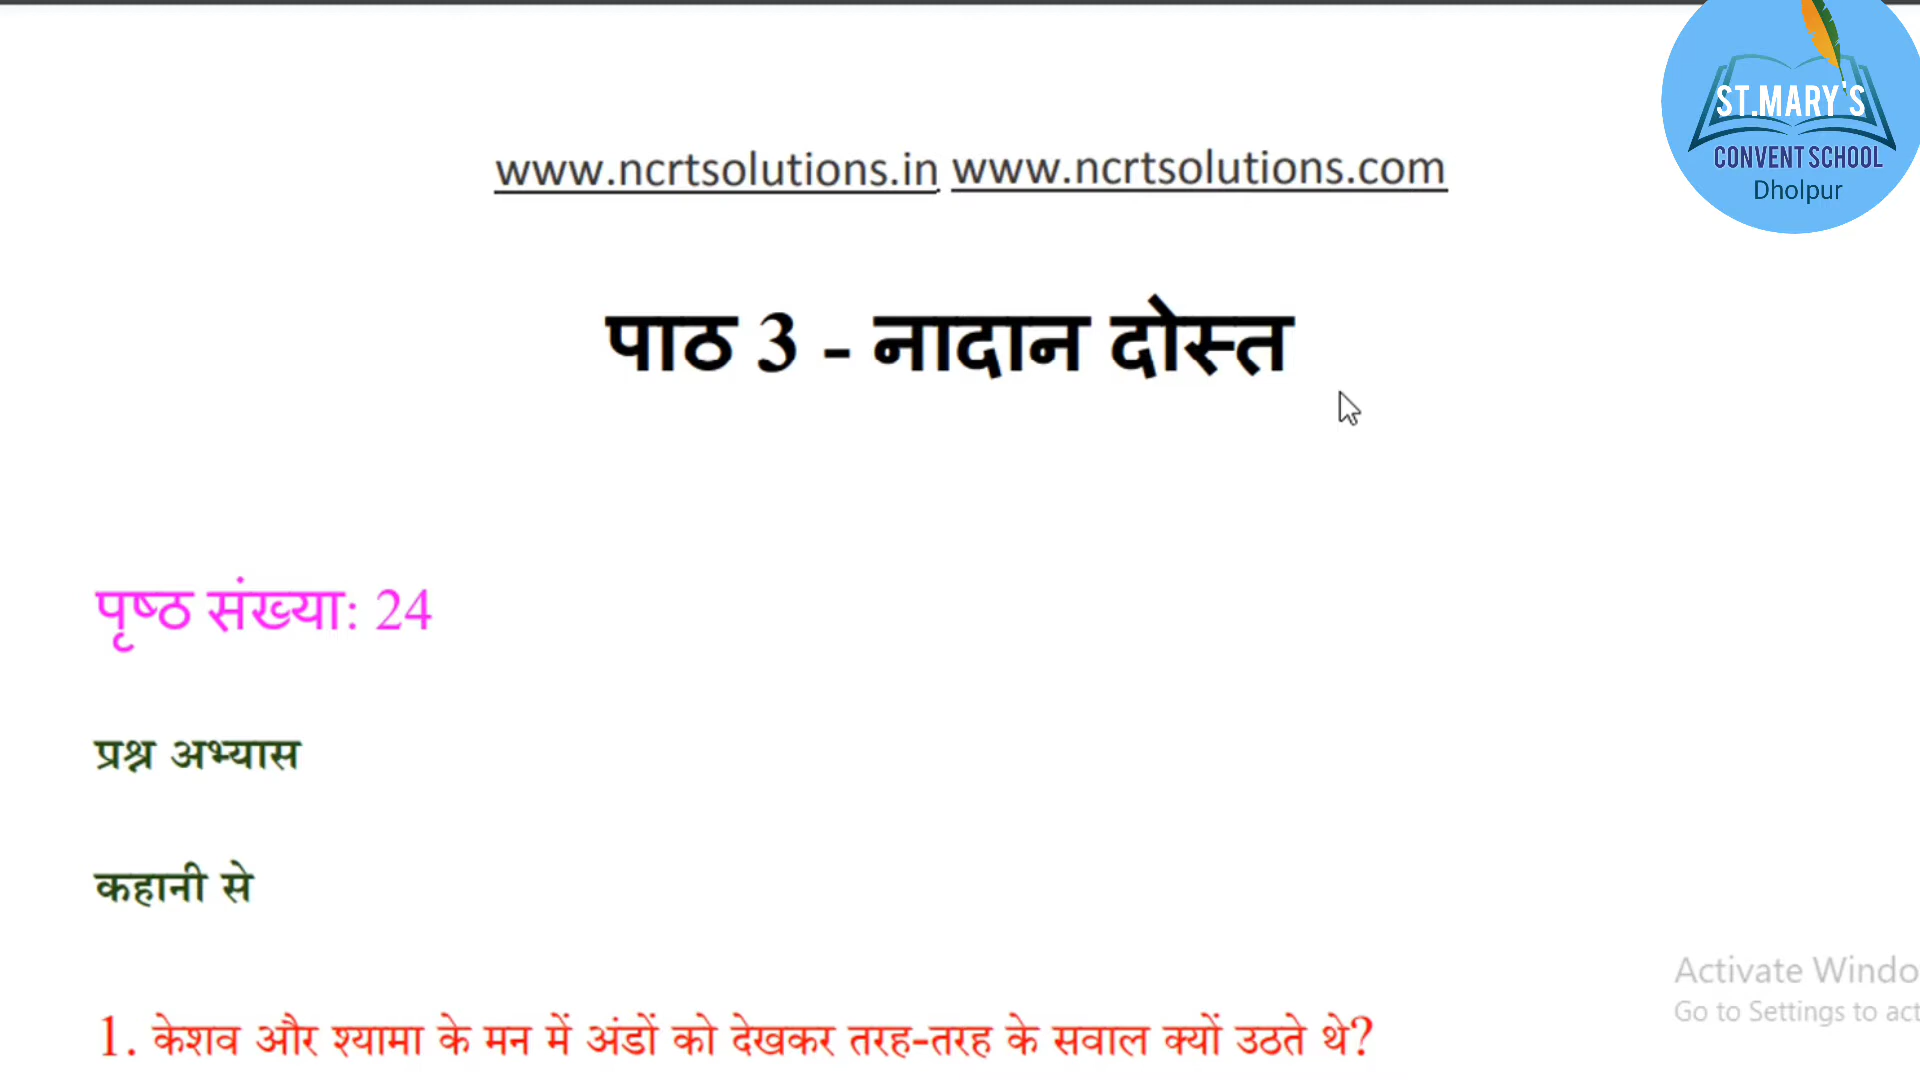 ST.MARY'S
CONVENT SCHOOL
Dholpur
www.ncrtsolutions.in www.ncrtsolutions.com
पाठ 3 - नादान दोस्त
पृष्ठ संख्या: 24
प्रश्न अभ्यास
कहानी से
Activate Windo
Go to Settings to act
1. केशव और श्यामा के मन में अंडों को देखकर तरह-तरह के सवाल क्यों उठते थे?